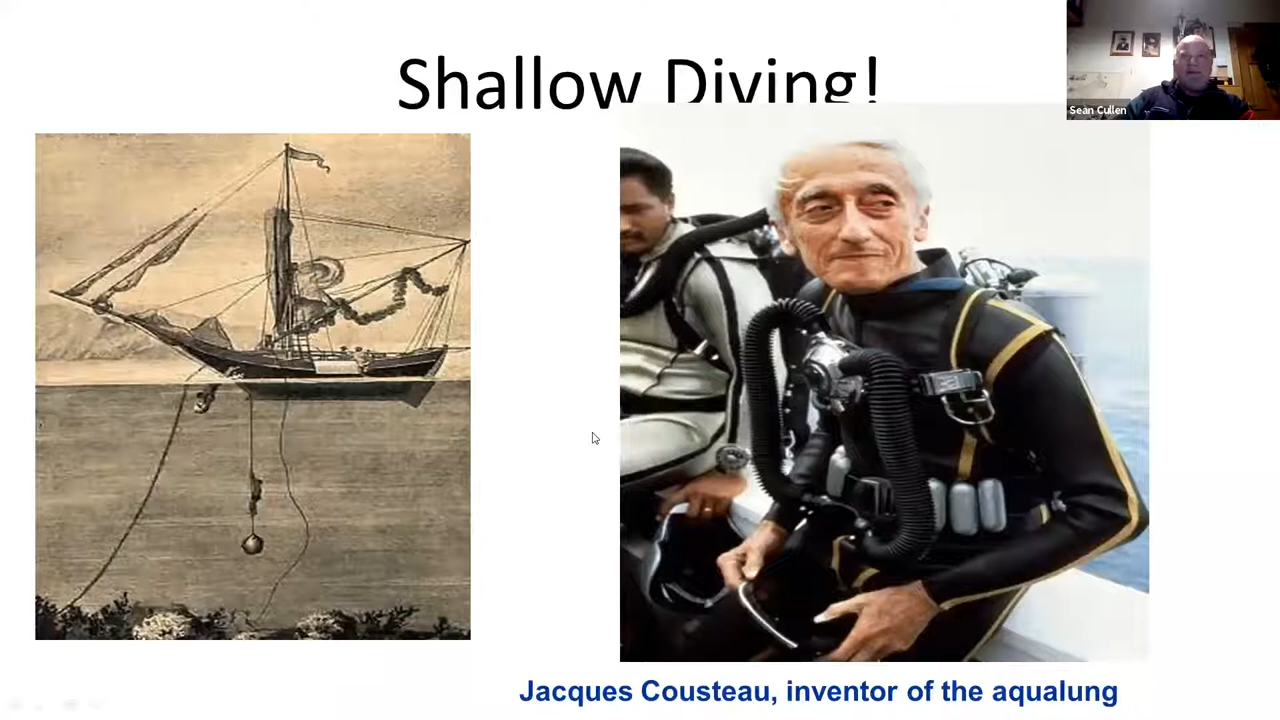 Shallow Diving!
Sean Cullen
Jacques Cousteau, inventor of the aqualung